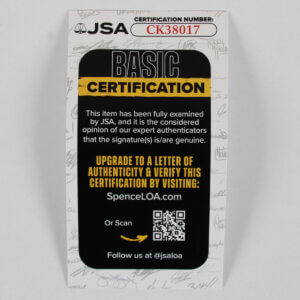 JSA CERTIFICATION NUMBER:
CK38017
BASIC
CERTIFICATION
This item has been fully examined
by JSA, and it is the considered
opinion of our expert authenticators
that the signature(s) is/are genuine.
UPGRADE TO A LETTER OF
AUTHENTICITY & VERIFY THIS
CERTIFICATION BY VISITING:
SpenceLOA.com
Or Scan
Follow us at @jsaloa